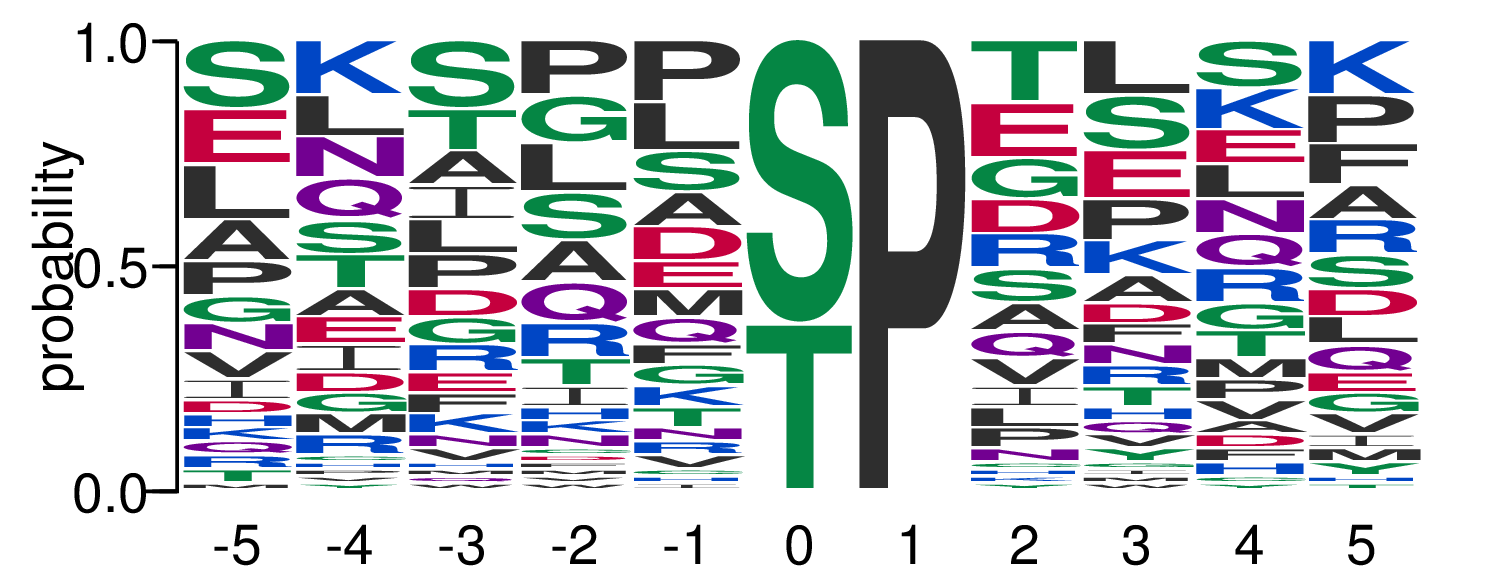 probability
1.0
0.5
0.0
S E L A P G N V I D H K Q R T
K L N Q S T A E I D G M R
S T A I L P D G R E F K N V
P G L S A Q R T I H K N
P L S A D E M Q F G K T N R V
S T
P
T E G D R S A Q V I L P N
L S E P K A D F N R T H Q V Y
S K E L N Q R G T M P V A D F H
K P F A R S D L Q E G V I M Y H
-5 -4 -3 -2 -1 0 1 2 3 4 5